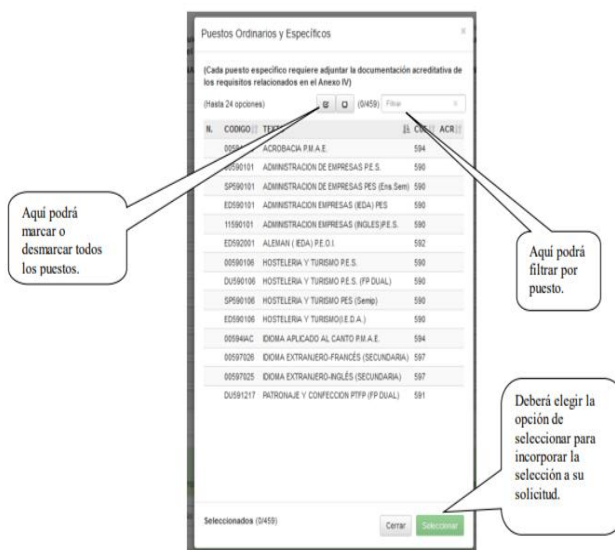 Puestos Ordinarios y Específicos ×
(Cada puesto específico requiere adjuntar la documentación acreditativa de
los requisitos relacionados en el Anexo IV)
(Hasta 24 opciones) (0/459) Filtrar ×
N. CODIGO TEXTO ACR
ACROBACIA P.M.A.E. 594
00590101 ADMINISTRACION DE EMPRESAS P.E.S. 590
SP590101 ADMINISTRACION DE EMPRESAS PES (Ens.Sem) 590
ED590101 ADMINISTRACION EMPRESAS (IEDA) PES 590
11590101 ADMINISTRACION EMPRESAS (INGLES)P.E.S. 590
ED592001 ALEMAN ( IEDA) P.E.O.I. 592
00590106 HOSTELERIA Y TURISMO P.E.S. 590
DU590106 HOSTELERIA Y TURISMO P.E.S. (FP DUAL) 590
SP590106 HOSTELERIA Y TURISMO PES (Semip) 590
ED590106 HOSTELERIA Y TURISMO(I.E.D.A.) 590
00594IAC IDIOMA APLICADO AL CANTO P.M.A.E. 594
00597026 IDIOMA EXTRANJERO-FRANCÉS (SECUNDARIA) 597
00597025 IDIOMA EXTRANJERO-INGLÉS (SECUNDARIA) 597
DU591217 PATRONAJE Y CONFECCION PTFP (FP DUAL) 591
Seleccionados (0/459) Cerrar Seleccionar
Aquí podrá
marcar o
desmarcar todos
los puestos.
Aquí podrá
filtrar por
puesto.
Deberá elegir la
opción de
seleccionar para
incorporar la
selección a su
solicitud.